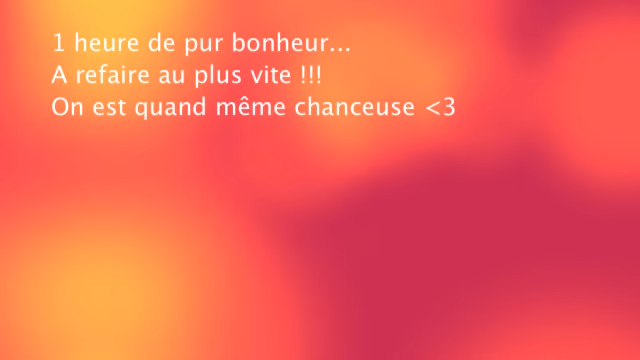 1 heure de pur bonheur...
A refaire au plus vite !!!
On est quand même chanceuse <3